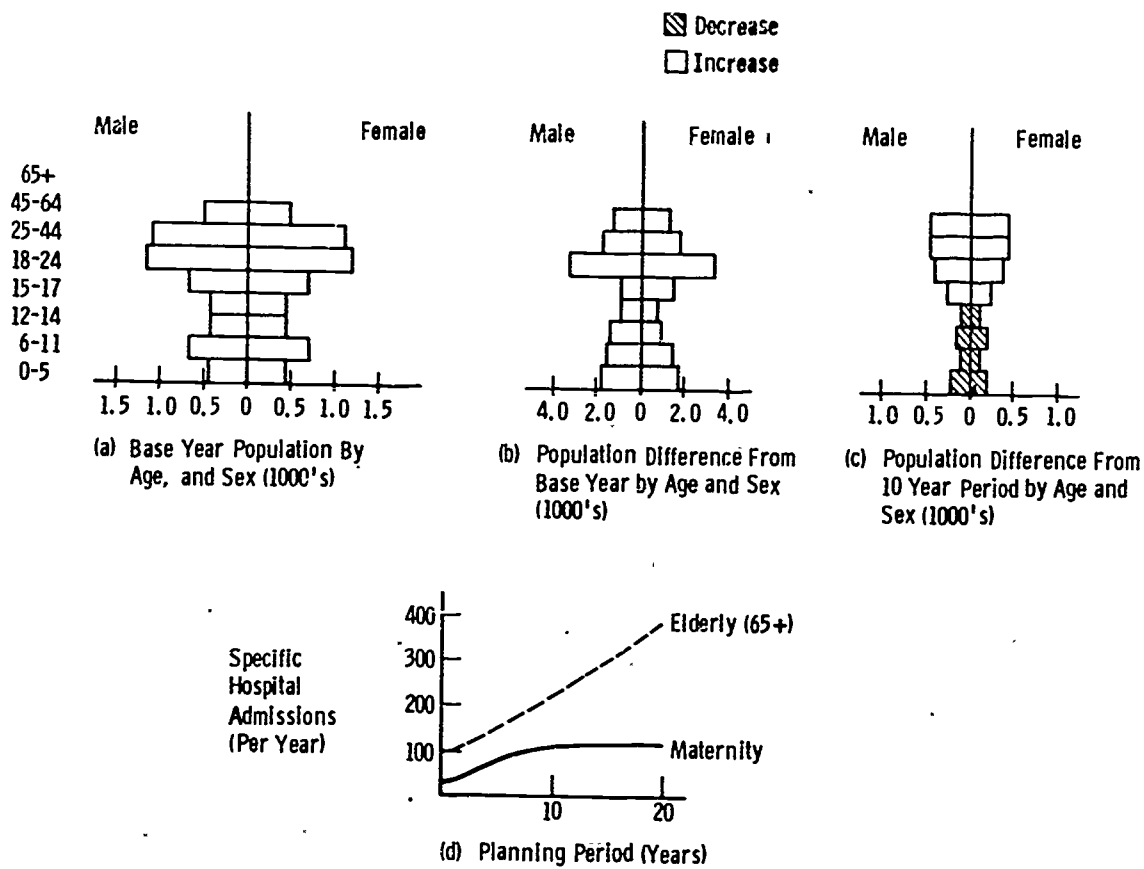 Decrease
Increase
Male
Female
65+
45-64
25-44
18-24
15-17
12-14
6-11
0-5
1.5 1.0 0.5 0 0.5 1.0 1.5
(a) Base Year Population By
Age, and Sex (1000's)
Male
Female
4.0 2.0 0 2.0 4.0
(b) Population Difference From
Base Year by Age and Sex
(1000's)
Male
Female
1.0 0.5 0 0.5 1.0
(c) Population Difference From
10 Year Period by Age and
Sex (1000's)
Specific
Hospital
Admissions
(Per Year)
400
300
200
100
Elderly (65+)
Maternity
10 20
(d) Planning Period (Years)